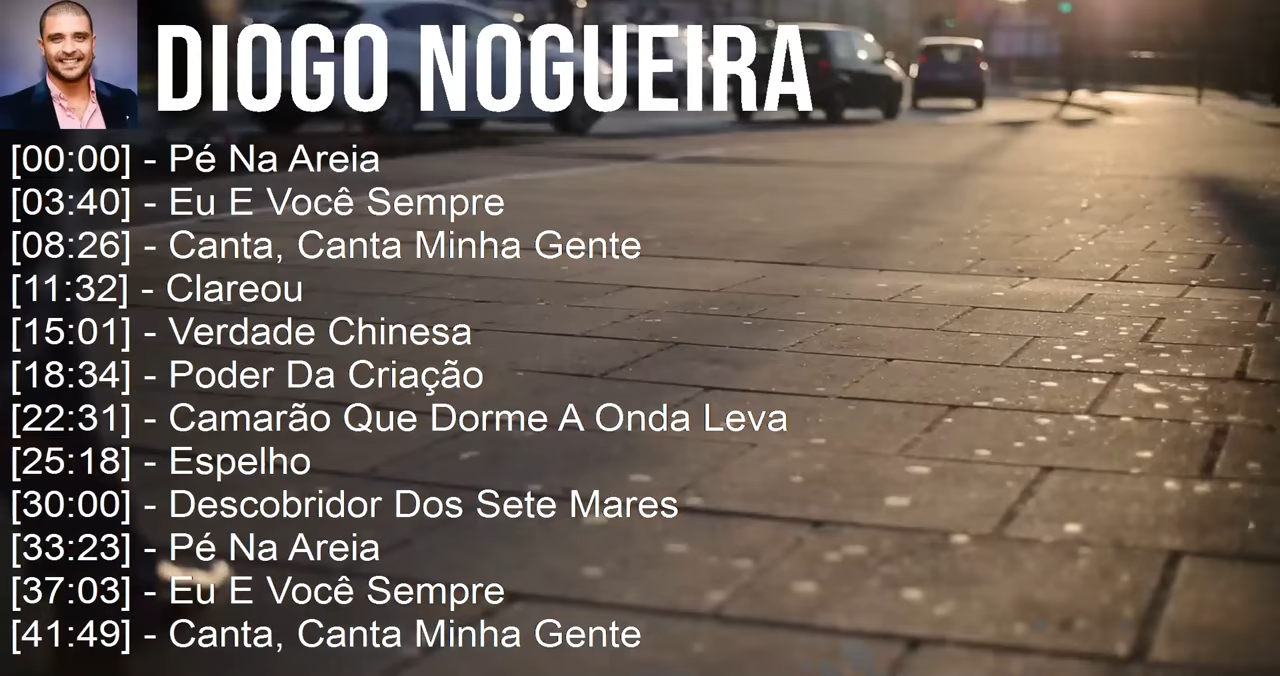 DIOGO NOGUEIRA
[00:00] - Pé Na Areia
[03:40] - Eu E Você Sempre
[08:26] - Canta, Canta Minha Gente
[11:32] - Clareou
[15:01] - Verdade Chinesa
[18:34] - Poder Da Criação
[22:31] - Camarão Que Dorme A Onda Leva
[25:18] - Espelho
[30:00] - Descobridor Dos Sete Mares
[33:23] - Pé Na Areia
[37:03] - Eu E Você Sempre
[41:49] - Canta, Canta Minha Gente